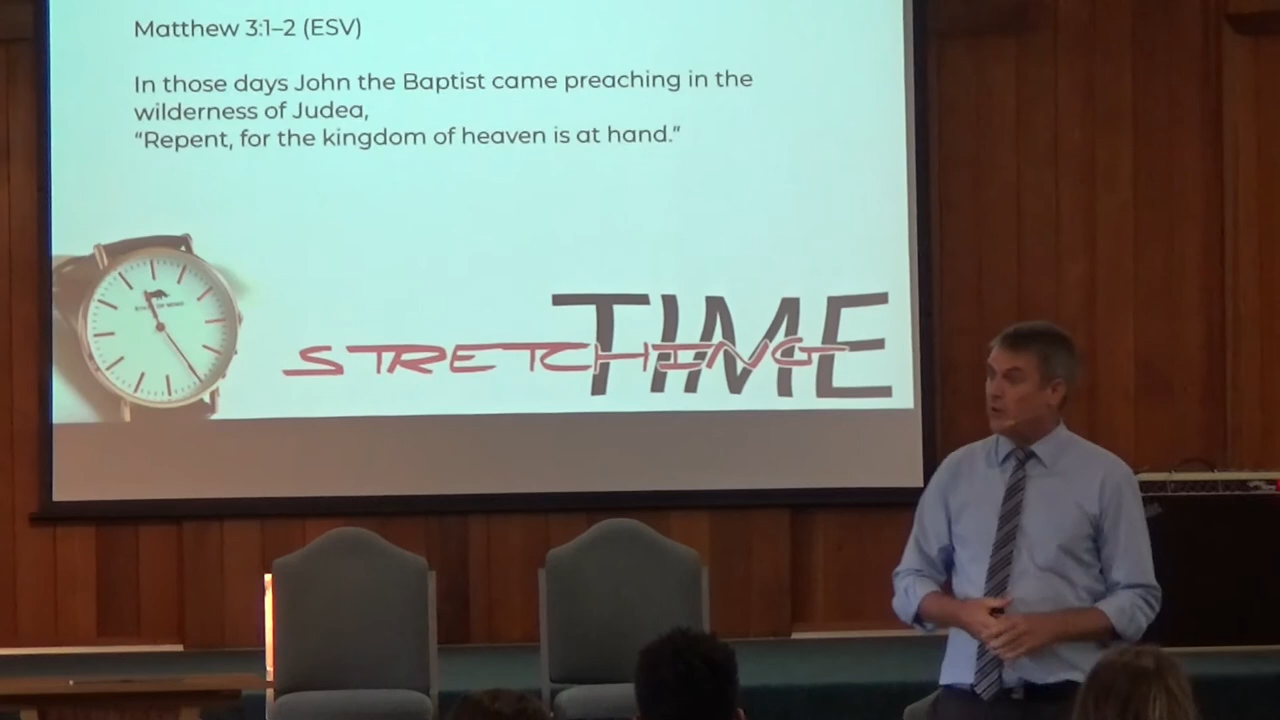 Matthew 3:1–2 (ESV)
In those days John the Baptist came preaching in the
wilderness of Judea,
“Repent, for the kingdom of heaven is at hand.”
STRETCHING TIME